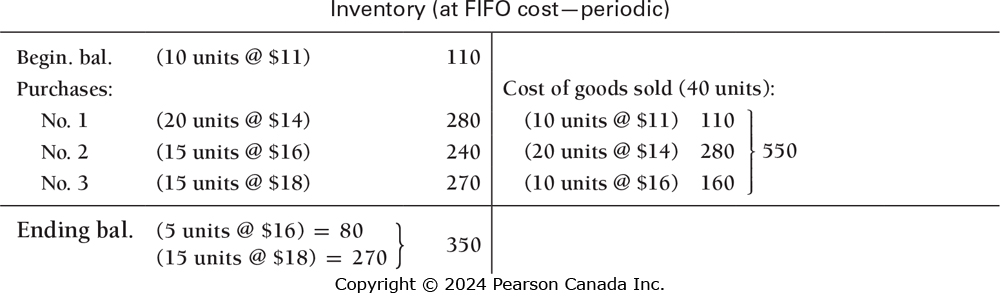 Inventory (at FIFO cost—periodic)
Begin. bal. (10 units @ $11) 110
Purchases: Cost of goods sold (40 units):
No. 1 (20 units @ $14) 280 (10 units @ $11) 110
No. 2 (15 units @ $16) 240 (20 units @ $14) 280 550
No. 3 (15 units @ $18) 270 (10 units @ $16) 160
Ending bal. (5 units @ $16) = 80
(15 units @ $18) = 270 350
Copyright © 2024 Pearson Canada Inc.